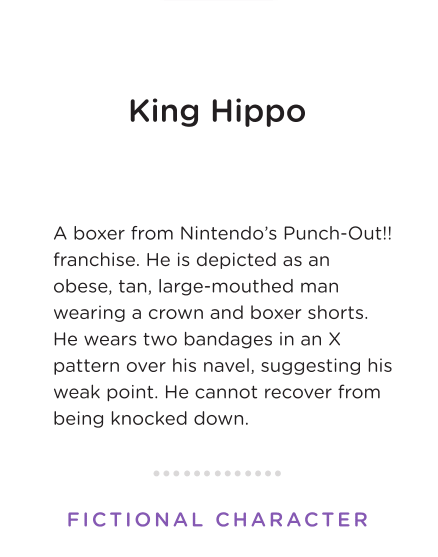 King Hippo
A boxer from Nintendo’s Punch-Out!!
franchise. He is depicted as an
obese, tan, large-mouthed man
wearing a crown and boxer shorts.
He wears two bandages in an X
pattern over his navel, suggesting his
weak point. He cannot recover from
being knocked down.
FICTIONAL CHARACTER